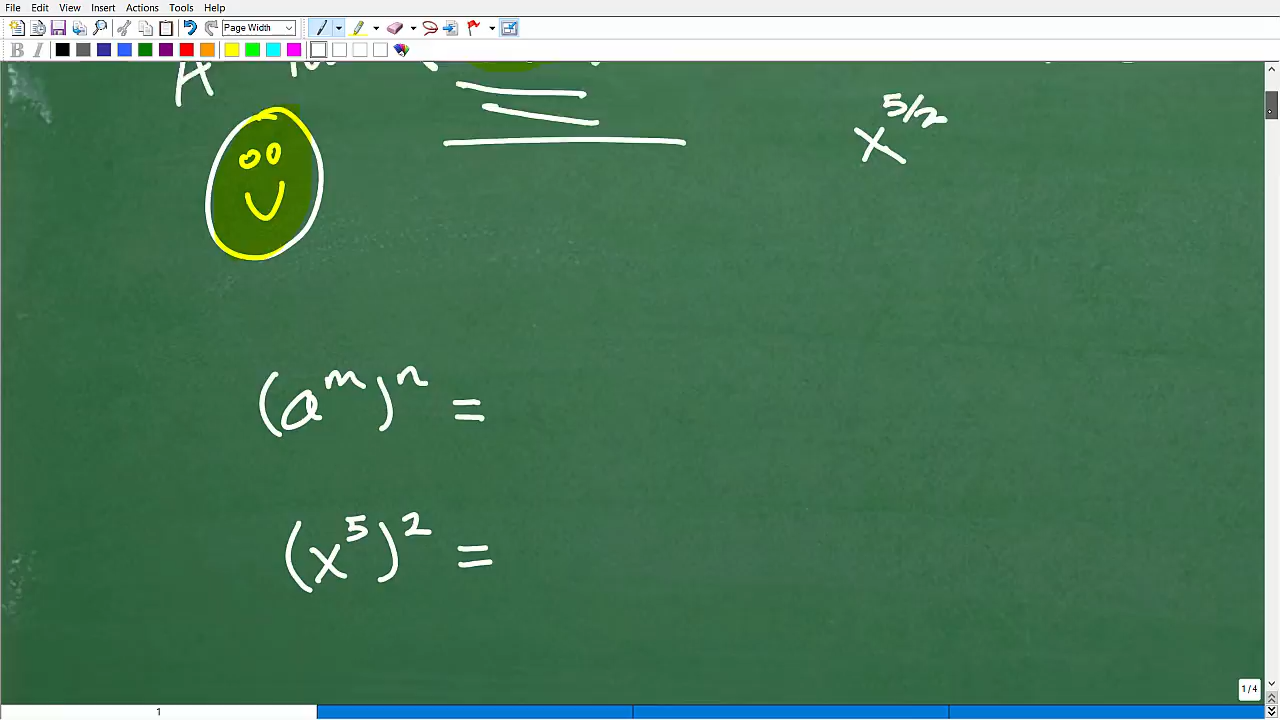 File Edit View Insert Actions Tools Help
Page Width
B I
A
x^5/2
(a^m)^n =
(x^5)^2 =
1/4
1